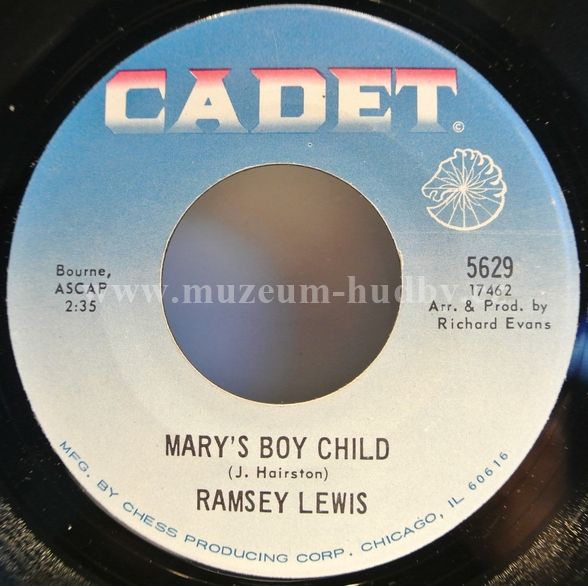 CADET
©
Bourne,
ASCAP
2:35
5629
17462
Arr. & Prod. by
Richard Evans
www.muzeum-hudby.cz
MARY'S BOY CHILD
(J. Hairston)
RAMSEY LEWIS
MFG. BY CHESS PRODUCING CORP. CHICAGO, IL 60616